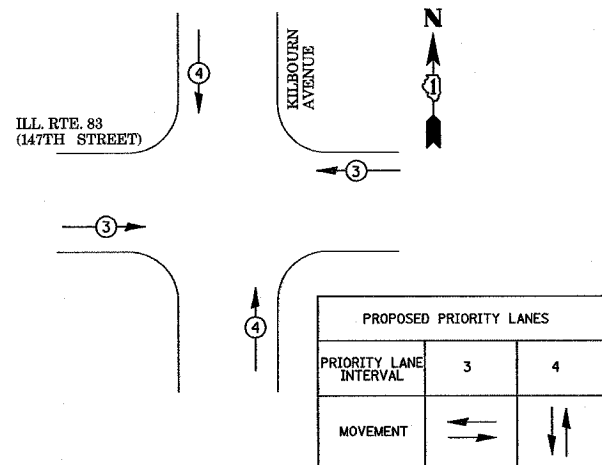 N
4
KILBOURN
AVENUE
1
ILL. RTE. 83
(147TH STREET)
3
3
4
PROPOSED PRIORITY LANES
PRIORITY LANE INTERVAL 3 4
MOVEMENT